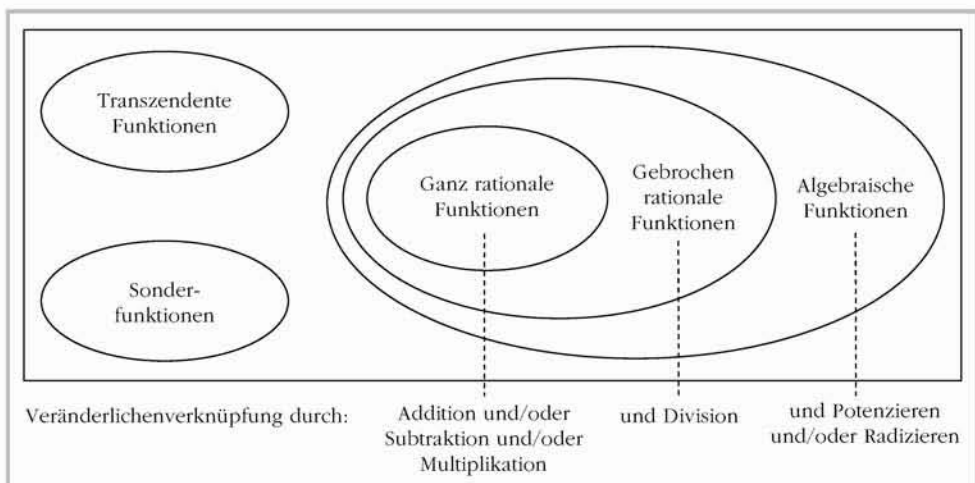 Transzendente
Funktionen
Ganz rationale
Funktionen
Gebrochen
rationale
Funktionen
Algebraische
Funktionen
Sonder-
funktionen
Veränderlichenverknüpfung durch:
Addition und/oder
Subtraktion und/oder
Multiplikation
und Division
und Potenzieren
und/oder Radizieren